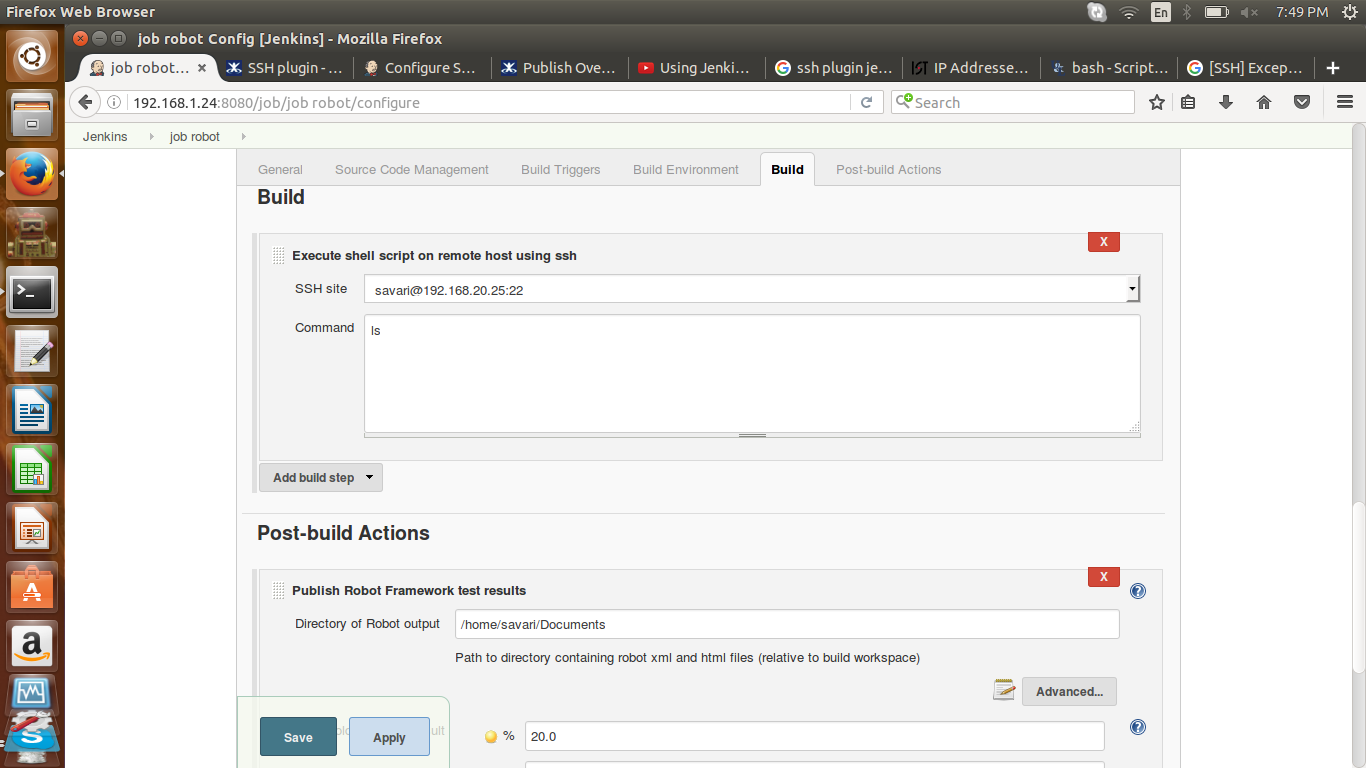 Firefox Web Browser
En
7:49 PM
job robot Config [Jenkins] - Mozilla Firefox
job robot...
SSH plugin - ...
Configure S...
Publish Ove...
Using Jenki...
ssh plugin je...
IP Addresse...
bash - Script...
[SSH] Excep...
192.168.1.24:8080/job/job robot/configure
Search
Jenkins
job robot
General
Source Code Management
Build Triggers
Build Environment
Build
Post-build Actions
Build
Execute shell script on remote host using ssh
X
SSH site
savari@192.168.20.25:22
Command
ls
Add build step
Post-build Actions
Publish Robot Framework test results
X
Directory of Robot output
/home/savari/Documents
Path to directory containing robot xml and html files (relative to build workspace)
Advanced...
Save
Apply
%
20.0